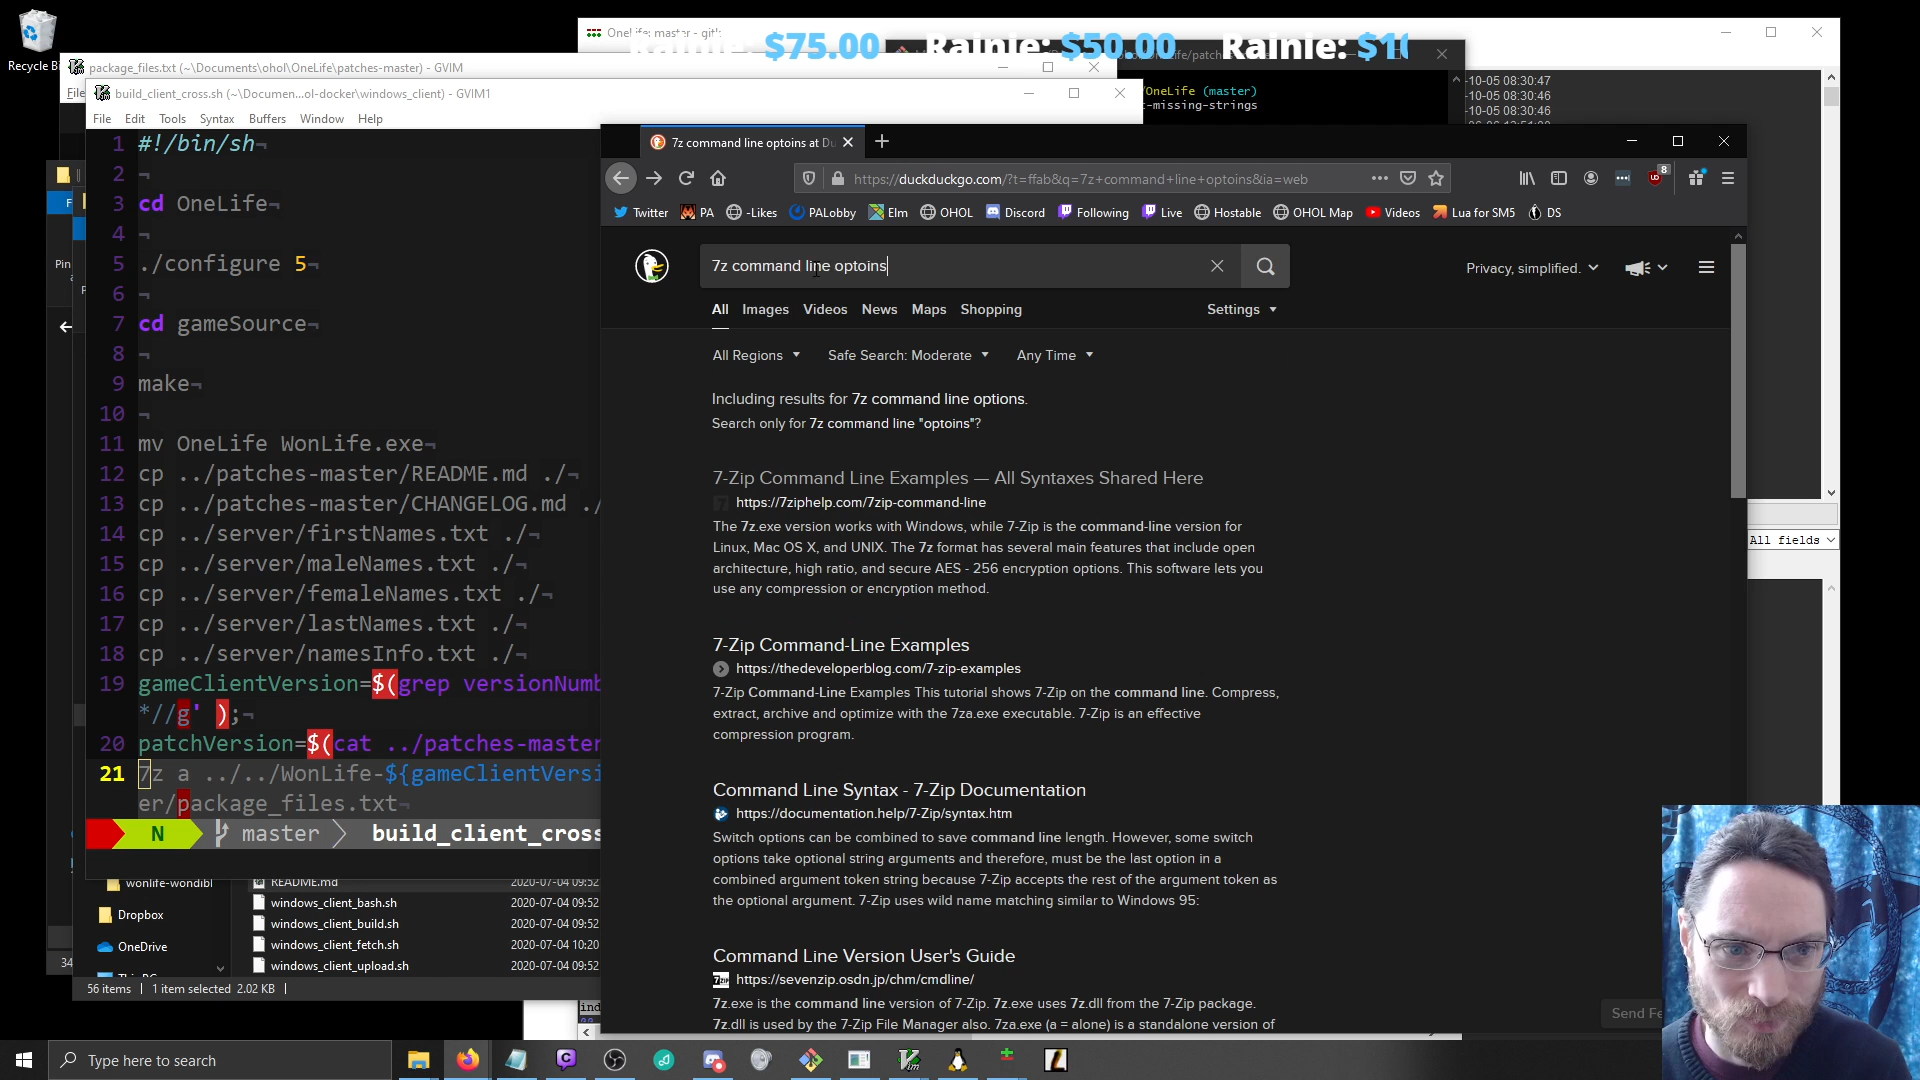 Recycle Bi
OneLife: master - gitk
Rainie: $75.00 Rainie: $50.00 Rainie: $10
package_files.txt (~\Documents\ohol\OneLife\patches-master) - GVIM
File
build_client_cross.sh (~\Documen...ol-docker\windows_client) - GVIM1
File Edit Tools Syntax Buffers Window Help
/OneLife (master)
-missing-strings
-10-05 08:30:47
-10-05 08:30:46
-10-05 08:30:46
1 #!/bin/sh¬
2 ¬
3 cd OneLife¬
4 ¬
5 ./configure 5¬
6 ¬
7 cd gameSource¬
8 ¬
9 make¬
10 ¬
11 mv OneLife WonLife.exe¬
12 cp ../patches-master/README.md ./¬
13 cp ../patches-master/CHANGELOG.md ./
14 cp ../server/firstNames.txt ./¬
15 cp ../server/maleNames.txt ./¬
16 cp ../server/femaleNames.txt ./¬
17 cp ../server/lastNames.txt ./¬
18 cp ../server/namesInfo.txt ./¬
19 gameClientVersion=$(grep versionNumb
*//g' );¬
20 patchVersion=$(cat ../patches-master
21 7z a ../../WonLife-${gameClientVersi
er/package_files.txt¬
N master build_client_cross
Pin
wonlife-wondibl
Dropbox
OneDrive
This PC
README.md 2020-07-04 09:52
windows_client_bash.sh 2020-07-04 09:52
windows_client_build.sh 2020-07-04 09:52
windows_client_fetch.sh 2020-07-04 10:20
windows_client_upload.sh 2020-07-04 09:52
34
56 items 1 item selected 2.02 KB
7z command line optoins at Du
https://duckduckgo.com/?t=ffab&q=7z+command+line+optoins&ia=web
8
Twitter PA -Likes PALobby Elm OHOL Discord Following Live Hostable OHOL Map Videos Lua for SM5 DS
7z command line optoins
Privacy, simplified.
All Images Videos News Maps Shopping Settings
All Regions Safe Search: Moderate Any Time
Including results for 7z command line options.
Search only for 7z command line "optoins"?
7-Zip Command Line Examples — All Syntaxes Shared Here
https://7ziphelp.com/7zip-command-line
The 7z.exe version works with Windows, while 7-Zip is the command-line version for
Linux, Mac OS X, and UNIX. The 7z format has several main features that include open
architecture, high ratio, and secure AES - 256 encryption options. This software lets you
use any compression or encryption method.
7-Zip Command-Line Examples
https://thedeveloperblog.com/7-zip-examples
7-Zip Command-Line Examples This tutorial shows 7-Zip on the command line. Compress,
extract, archive and optimize with the 7za.exe executable. 7-Zip is an effective
compression program.
Command Line Syntax - 7-Zip Documentation
https://documentation.help/7-Zip/syntax.htm
Switch options can be combined to save command line length. However, some switch
options take optional string arguments and therefore, must be the last option in a
combined argument token string because 7-Zip accepts the rest of the argument token as
the optional argument. 7-Zip uses wild name matching similar to Windows 95:
Command Line Version User's Guide
https://sevenzip.osdn.jp/chm/cmdline/
7z.exe is the command line version of 7-Zip. 7z.exe uses 7z.dll from the 7-Zip package.
7z.dll is used by the 7-Zip File Manager also. 7za.exe (a = alone) is a standalone version of
Send Fe
All fields
Type here to search